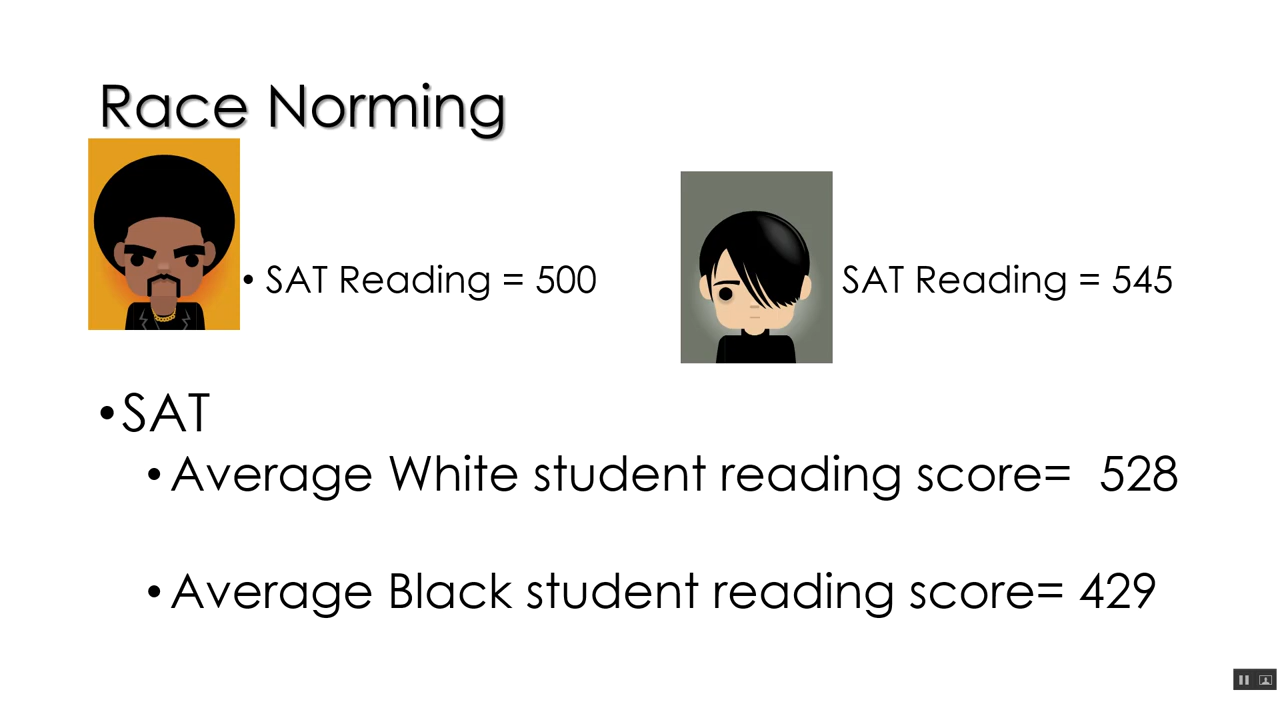 Race Norming
• SAT Reading = 500
SAT Reading = 545
•SAT
• Average White student reading score=  528
• Average Black student reading score= 429